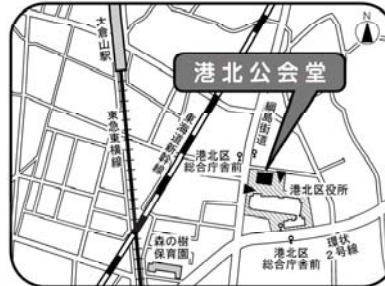 N
大倉山駅
港北公会堂
東急東横線
東海道新幹線
綱島街道
港北区
総合庁舎前
港北区役所
環状
2号線
森の樹
保育園
港北区
総合庁舎前